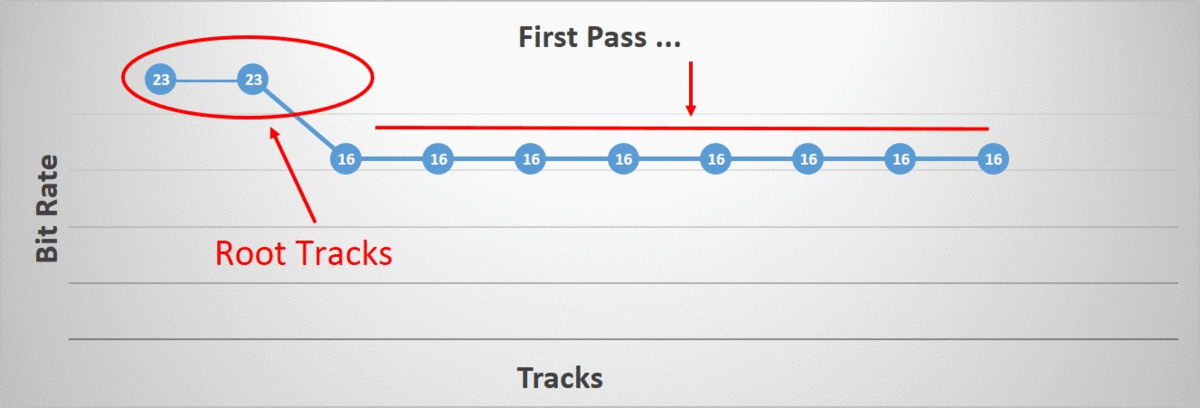 First Pass ...
23 23
16 16 16 16 16 16 16 16
Root Tracks
Bit Rate
Tracks